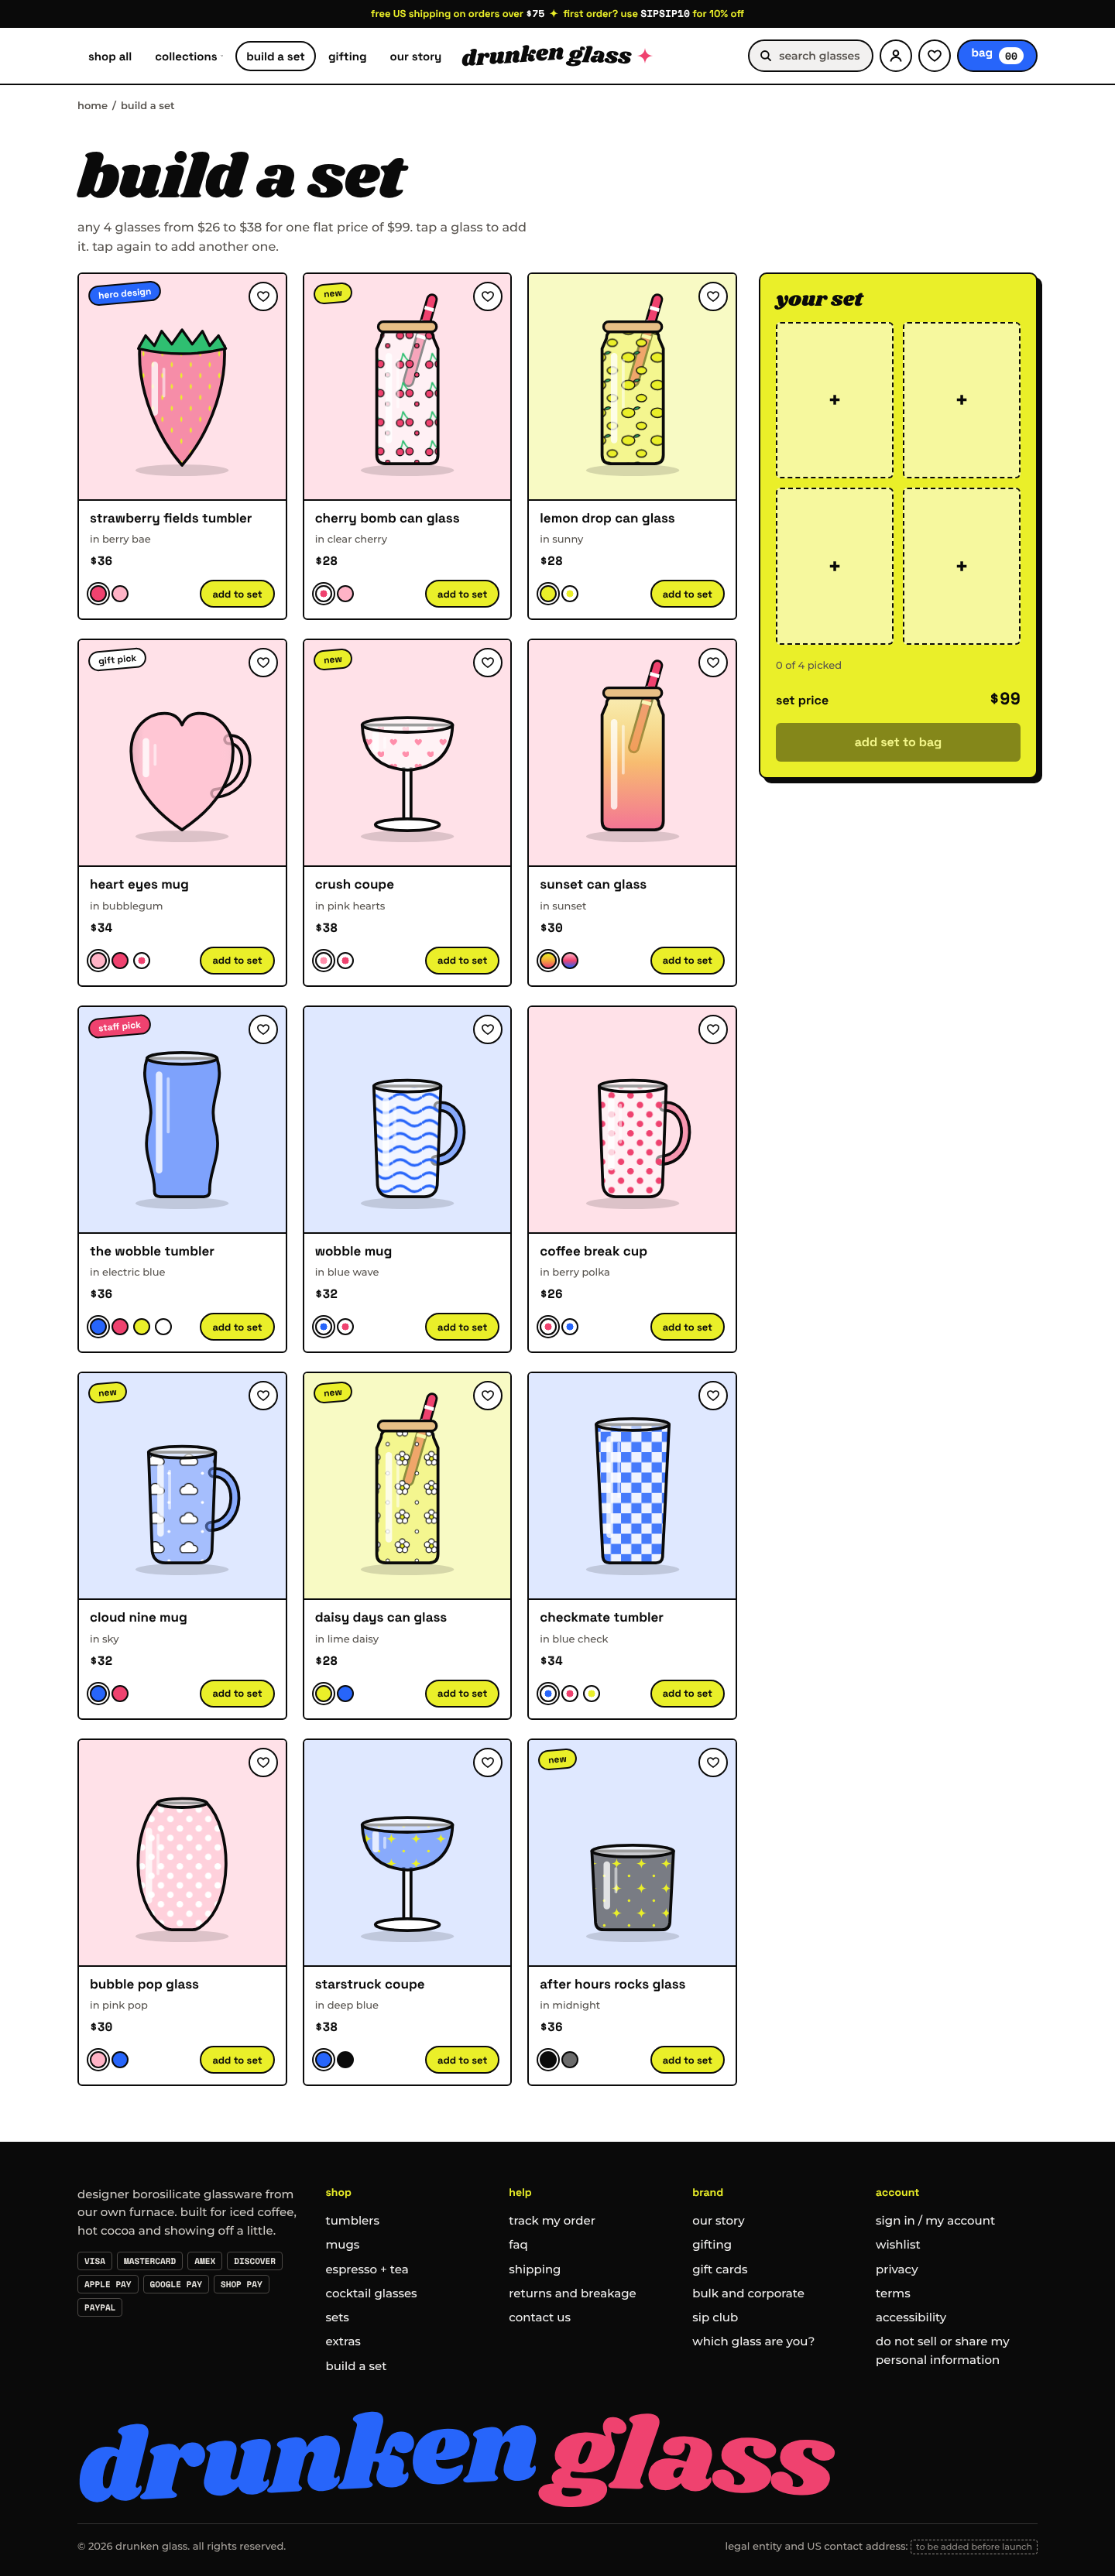 free US shipping on orders over $75 ✦ first order? use SIPSIP10 for 10% off
shop all
collections
build a set
gifting
our story
drunken glass
search glasses
bag 00
home / build a set
build a set
any 4 glasses from $26 to $38 for one flat price of $99. tap a glass to add
it. tap again to add another one.
hero design
strawberry fields tumbler
in berry bae
$36
add to set
new
cherry bomb can glass
in clear cherry
$28
add to set
lemon drop can glass
in sunny
$28
add to set
your set
+
+
+
+
0 of 4 picked
set price $99
add set to bag
gift pick
heart eyes mug
in bubblegum
$34
add to set
new
crush coupe
in pink hearts
$38
add to set
sunset can glass
in sunset
$30
add to set
staff pick
the wobble tumbler
in electric blue
$36
add to set
wobble mug
in blue wave
$32
add to set
coffee break cup
in berry polka
$26
add to set
new
cloud nine mug
in sky
$32
add to set
new
daisy days can glass
in lime daisy
$28
add to set
checkmate tumbler
in blue check
$34
add to set
bubble pop glass
in pink pop
$30
add to set
starstruck coupe
in deep blue
$38
add to set
new
after hours rocks glass
in midnight
$36
add to set
designer borosilicate glassware from
our own furnace. built for iced coffee,
hot cocoa and showing off a little.
VISA MASTERCARD AMEX DISCOVER
APPLE PAY GOOGLE PAY SHOP PAY
PAYPAL
shop
tumblers
mugs
espresso + tea
cocktail glasses
sets
extras
build a set
help
track my order
faq
shipping
returns and breakage
contact us
brand
our story
gifting
gift cards
bulk and corporate
sip club
which glass are you?
account
sign in / my account
wishlist
privacy
terms
accessibility
do not sell or share my
personal information
drunken glass
© 2026 drunken glass. all rights reserved.
legal entity and US contact address: to be added before launch